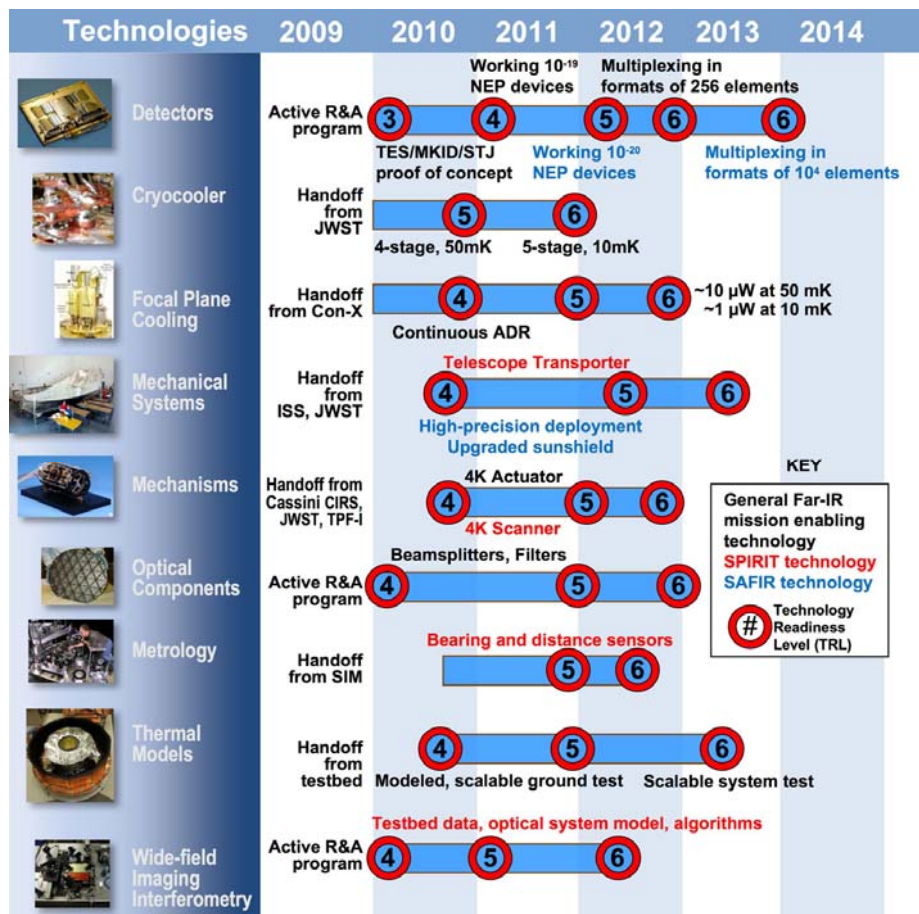 Technologies 2009 2010 2011 2012 2013 2014
Working 10⁻¹⁹
NEP devices
Multiplexing in
formats of 256 elements
Detectors
Active R&A
program
3 4 5 6 6
TES/MKID/STJ
proof of concept
Working 10⁻²⁰
NEP devices
Multiplexing in
formats of 10⁴ elements
Cryocooler
Handoff
from
JWST
5 6
4-stage, 50mK
5-stage, 10mK
Focal Plane
Cooling
Handoff
from Con-X
4 5 6
~10 µW at 50 mK
~1 µW at 10 mK
Continuous ADR
Mechanical
Systems
Handoff
from
ISS, JWST
Telescope Transporter
4 5 6
High-precision deployment
Upgraded sunshield
Mechanisms
Handoff from
Cassini CIRS,
JWST, TPF-I
4K Actuator
4 5 6
4K Scanner
Optical
Components
Active R&A
program
Beamsplitters, Filters
4 5 6
Metrology
Handoff
from SIM
Bearing and distance sensors
5 6
Thermal
Models
Handoff
from
testbed
4 5 6
Modeled, scalable ground test
Scalable system test
Wide-field
Imaging
Interferometry
Active R&A
program
Testbed data, optical system model, algorithms
4 5 6
KEY
General Far-IR
mission enabling
technology
SPIRIT technology
SAFIR technology
#
Technology
Readiness
Level (TRL)